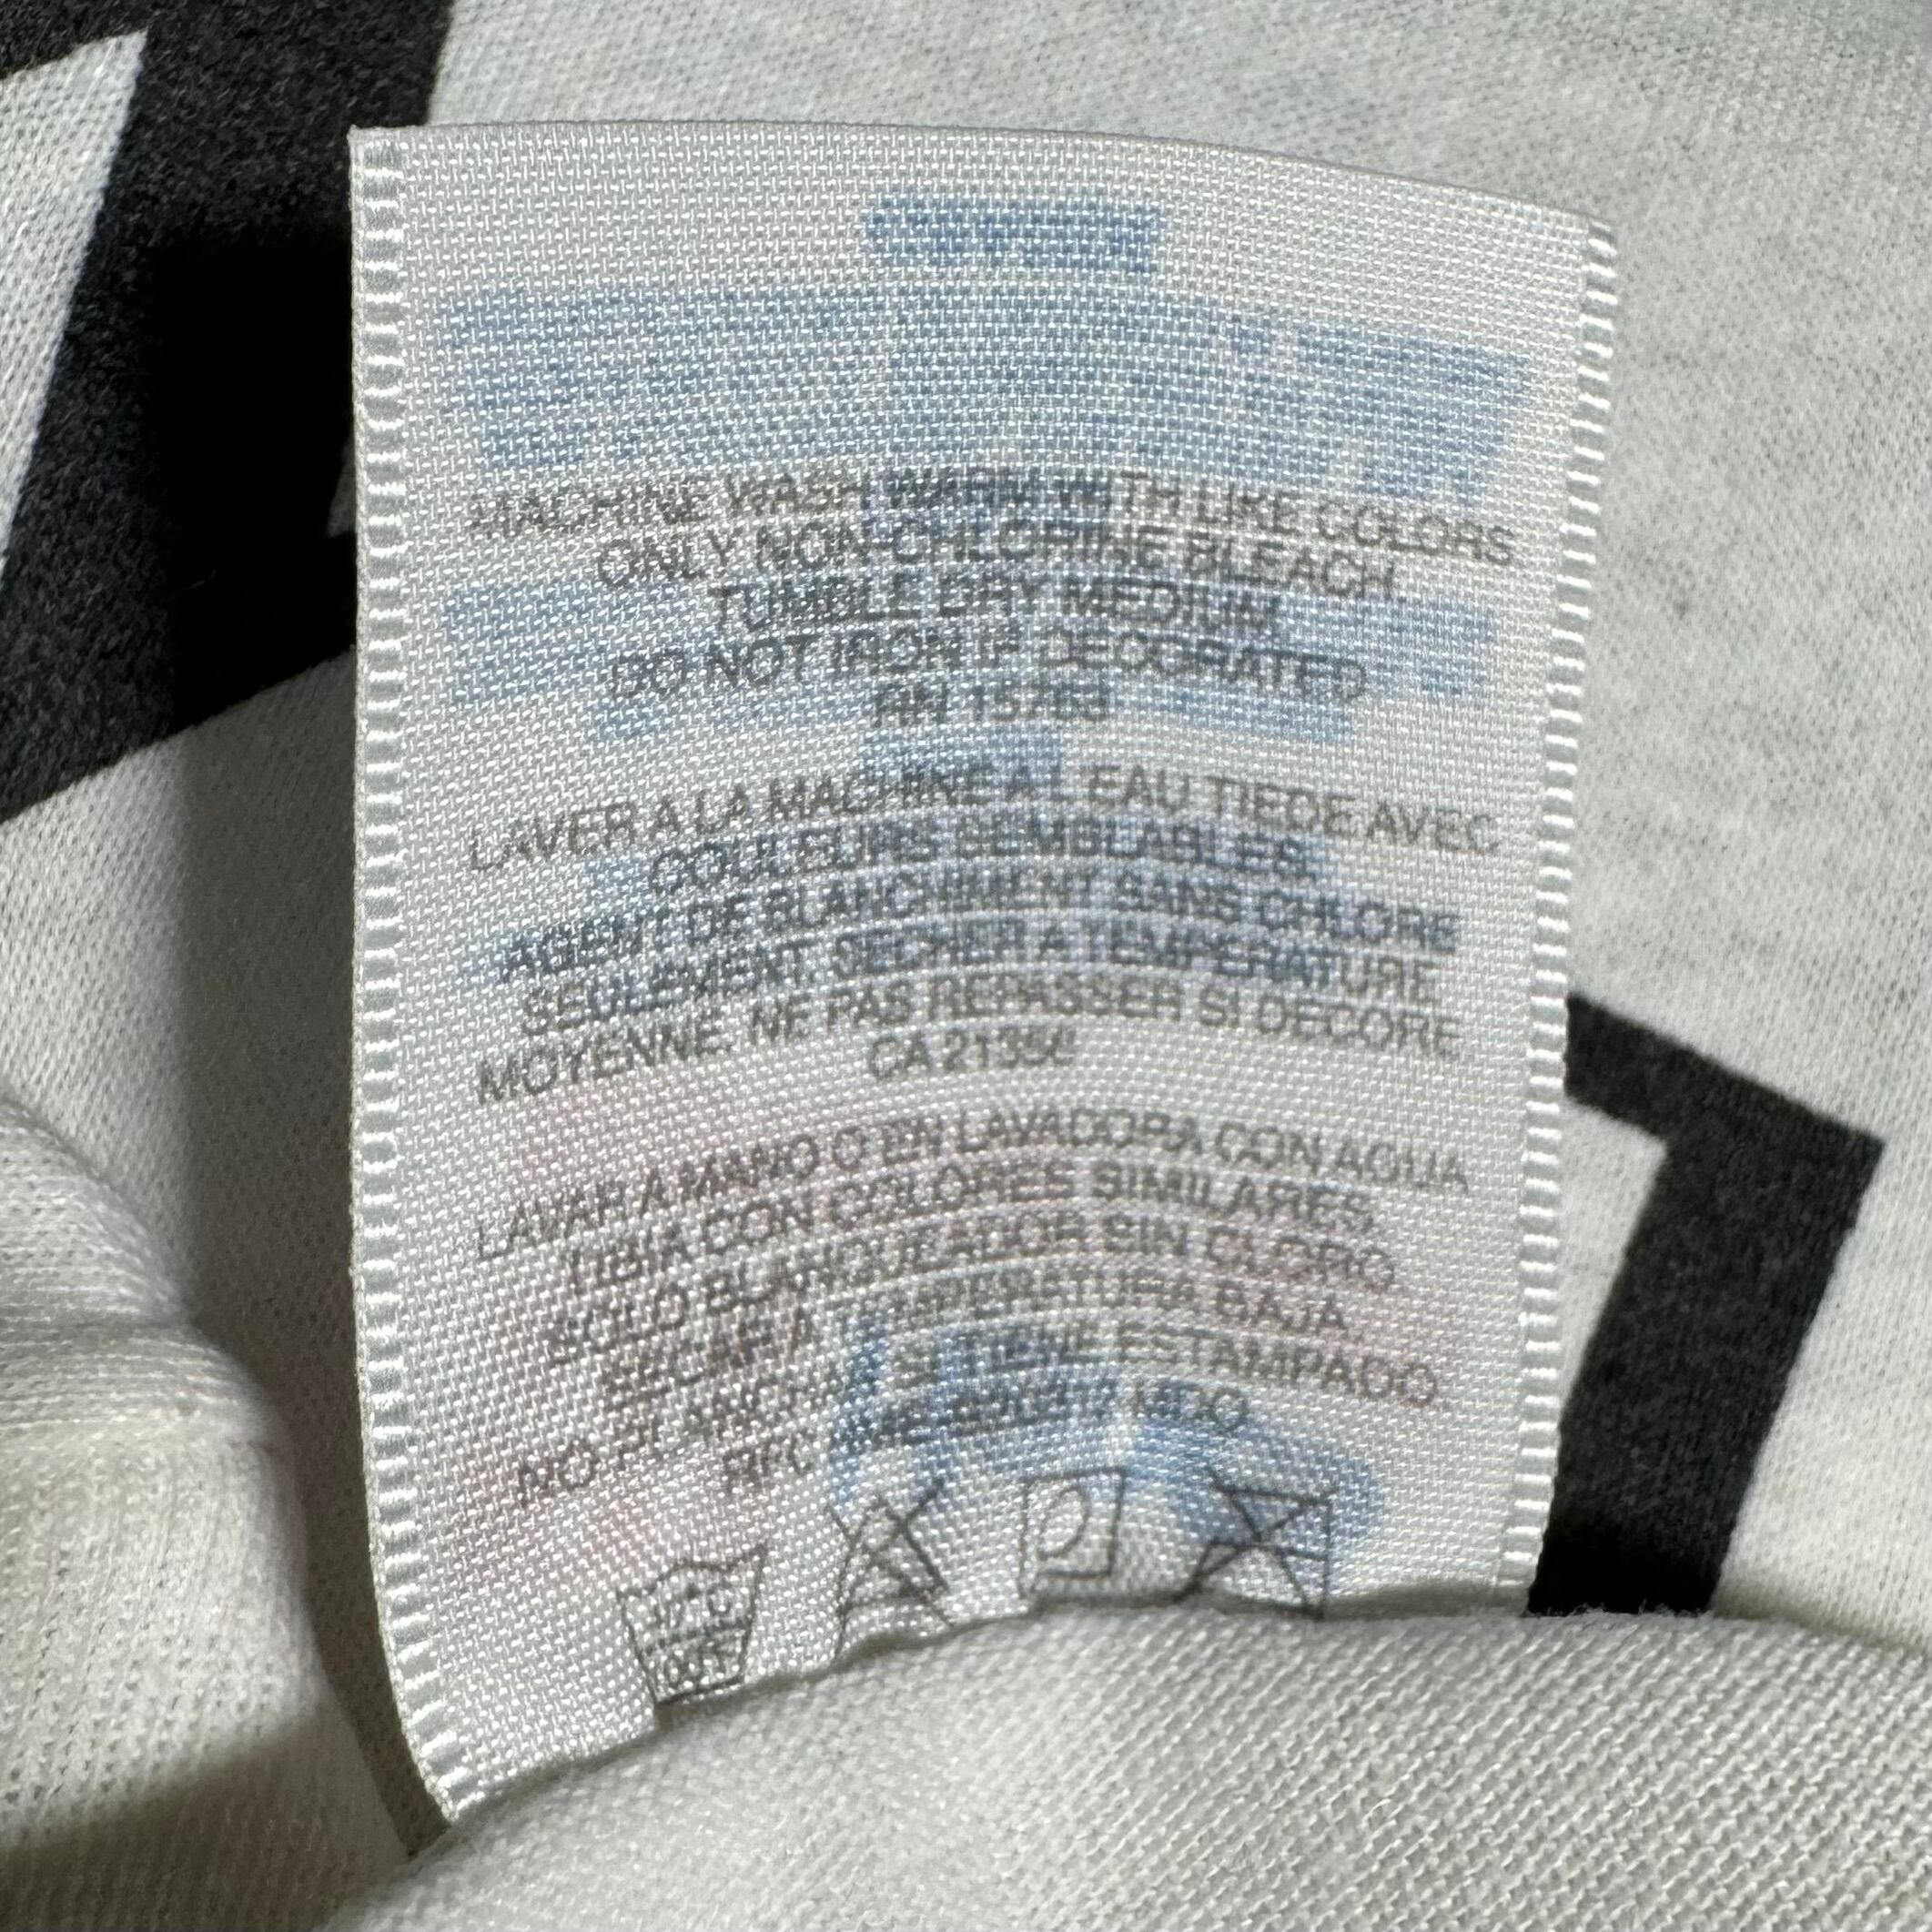 MACHINE WASH WARM WITH LIKE COLORS
ONLY NON-CHLORINE BLEACH
TUMBLE DRY MEDIUM
DO NOT IRON IF DECORATED
RN 15763
LAVER A LA MACHINE A L'EAU TIEDE AVEC
COULEURS SEMBLABLES.
AGENT DE BLANCHIMENT SANS CHLORE
SEULEMENT. SECHER A TEMPERATURE
MOYENNE. NE PAS REPASSER SI DECORE
CA 21356
LAVAR A MANO O EN LAVADORA CON AGUA
TIBIA CON COLORES SIMILARES.
SOLO BLANQUEADOR SIN CLORO
SECAR A TEMPERATURA BAJA
NO SI TIENE ESTAMPADO